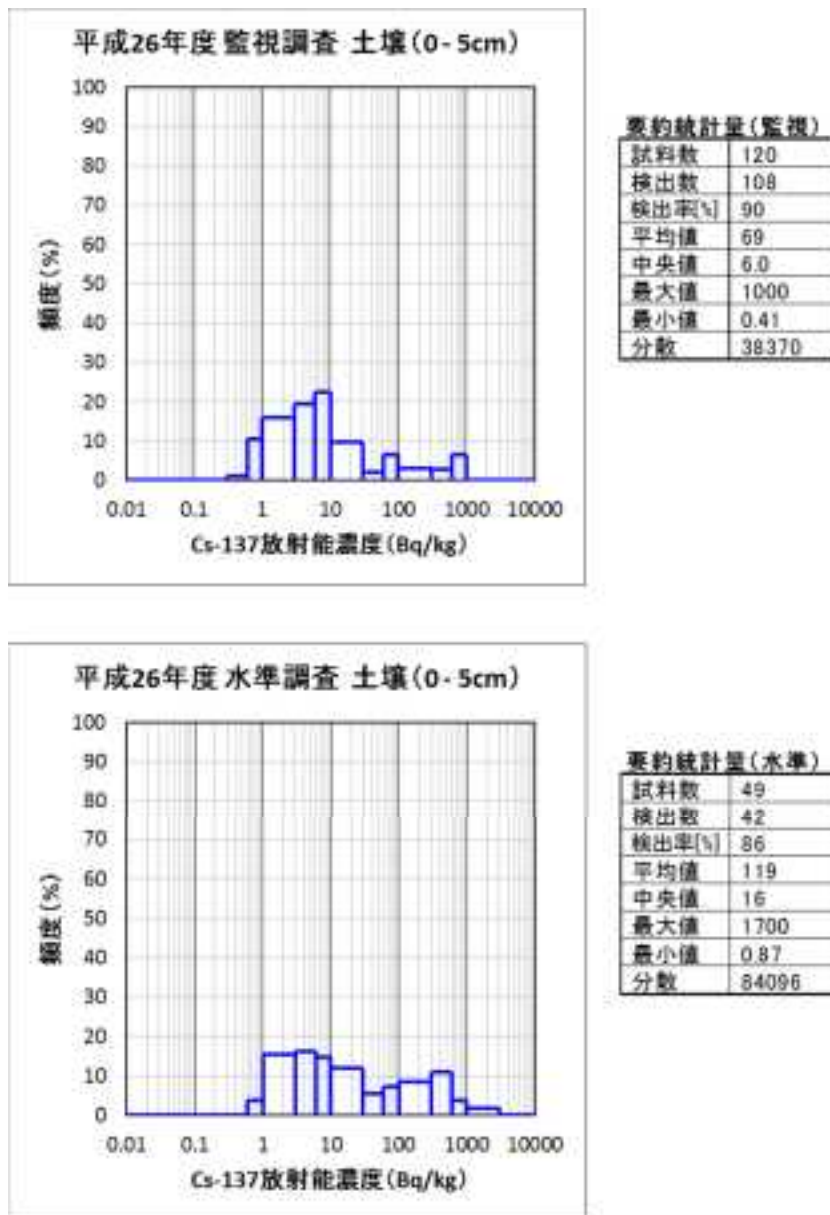 平成26年度 監視調査 土壌(0-5cm)
100
90
80
70
60
50
40
30
20
10
0
頻度(%)
0.01 0.1 1 10 100 1000 10000
Cs-137放射能濃度(Bq/kg)
要約統計量(監視)
試料数 120
検出数 108
検出率[%] 90
平均値 69
中央値 6.0
最大値 1000
最小値 0.41
分散 38370
平成26年度 水準調査 土壌(0-5cm)
100
90
80
70
60
50
40
30
20
10
0
頻度(%)
0.01 0.1 1 10 100 1000 10000
Cs-137放射能濃度(Bq/kg)
要約統計量(水準)
試料数 49
検出数 42
検出率[%] 86
平均値 119
中央値 16
最大値 1700
最小値 0.87
分散 84096